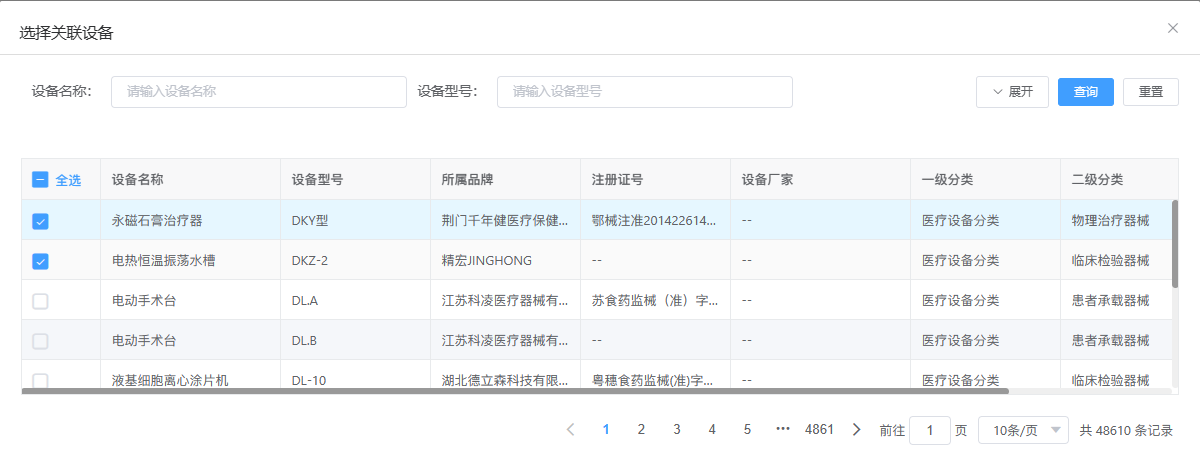 选择关联设备
设备名称： 请输入设备名称 设备型号： 请输入设备型号 展开 查询 重置
全选 设备名称 设备型号 所属品牌 注册证号 设备厂家 一级分类 二级分类
永磁石膏治疗器 DKY型 荆门千年健医疗保健... 鄂械注准201422614... -- 医疗设备分类 物理治疗器械
电热恒温振荡水槽 DKZ-2 精宏JINGHONG -- -- 医疗设备分类 临床检验器械
电动手术台 DL.A 江苏科凌医疗器械有... 苏食药监械（准）字... -- 医疗设备分类 患者承载器械
电动手术台 DL.B 江苏科凌医疗器械有... -- -- 医疗设备分类 患者承载器械
液基细胞离心涂片机 DL-10 湖北德立森科技有限... 粤穗食药监械(准)字... -- 医疗设备分类 临床检验器械
1 2 3 4 5 ••• 4861 前往 1 页 10条/页 共 48610 条记录